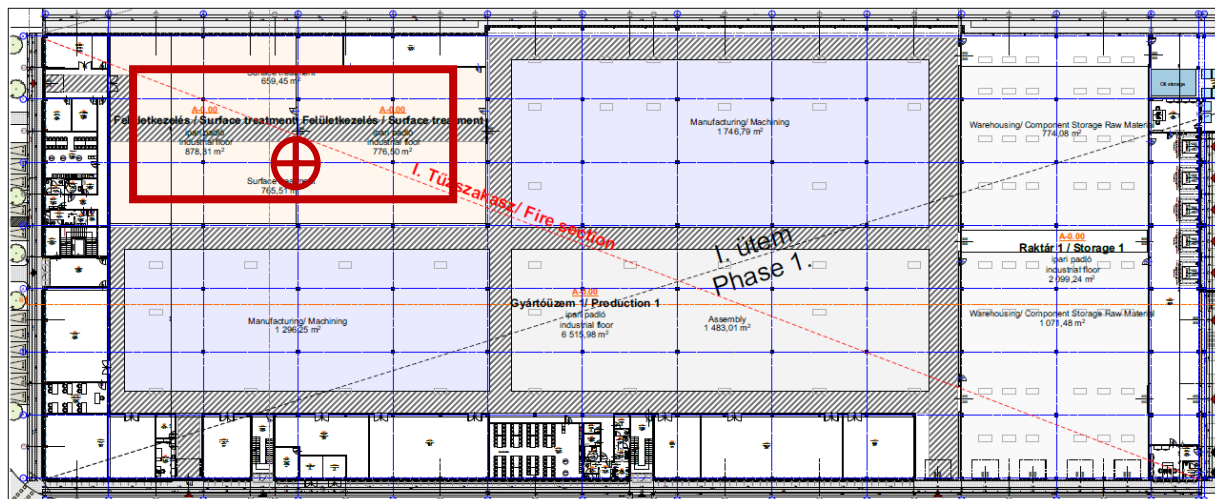 Surface treatment
659,45 m²
A-0.00
Felületkezelés / Surface treatment
ipari padló
industrial floor
878,31 m²
A-0.00
Felületkezelés / Surface treatment
ipari padló
industrial floor
776,50 m²
Surface treatment
765,51 m²
Manufacturing/ Machining
1 746,79 m²
Warehousing/ Component Storage Raw Material
774,08 m²
Oil storage
I. Tűzszakasz/ Fire section
I. ütem
Phase 1.
A-0.00
Raktár 1 / Storage 1
ipari padló
industrial floor
2 099,24 m²
Manufacturing/ Machining
1 296,25 m²
A-0.00
Gyártóüzem 1/ Production 1
ipari padló
industrial floor
6 515,98 m²
Assembly
1 483,01 m²
Warehousing/ Component Storage Raw Material
1 071,48 m²